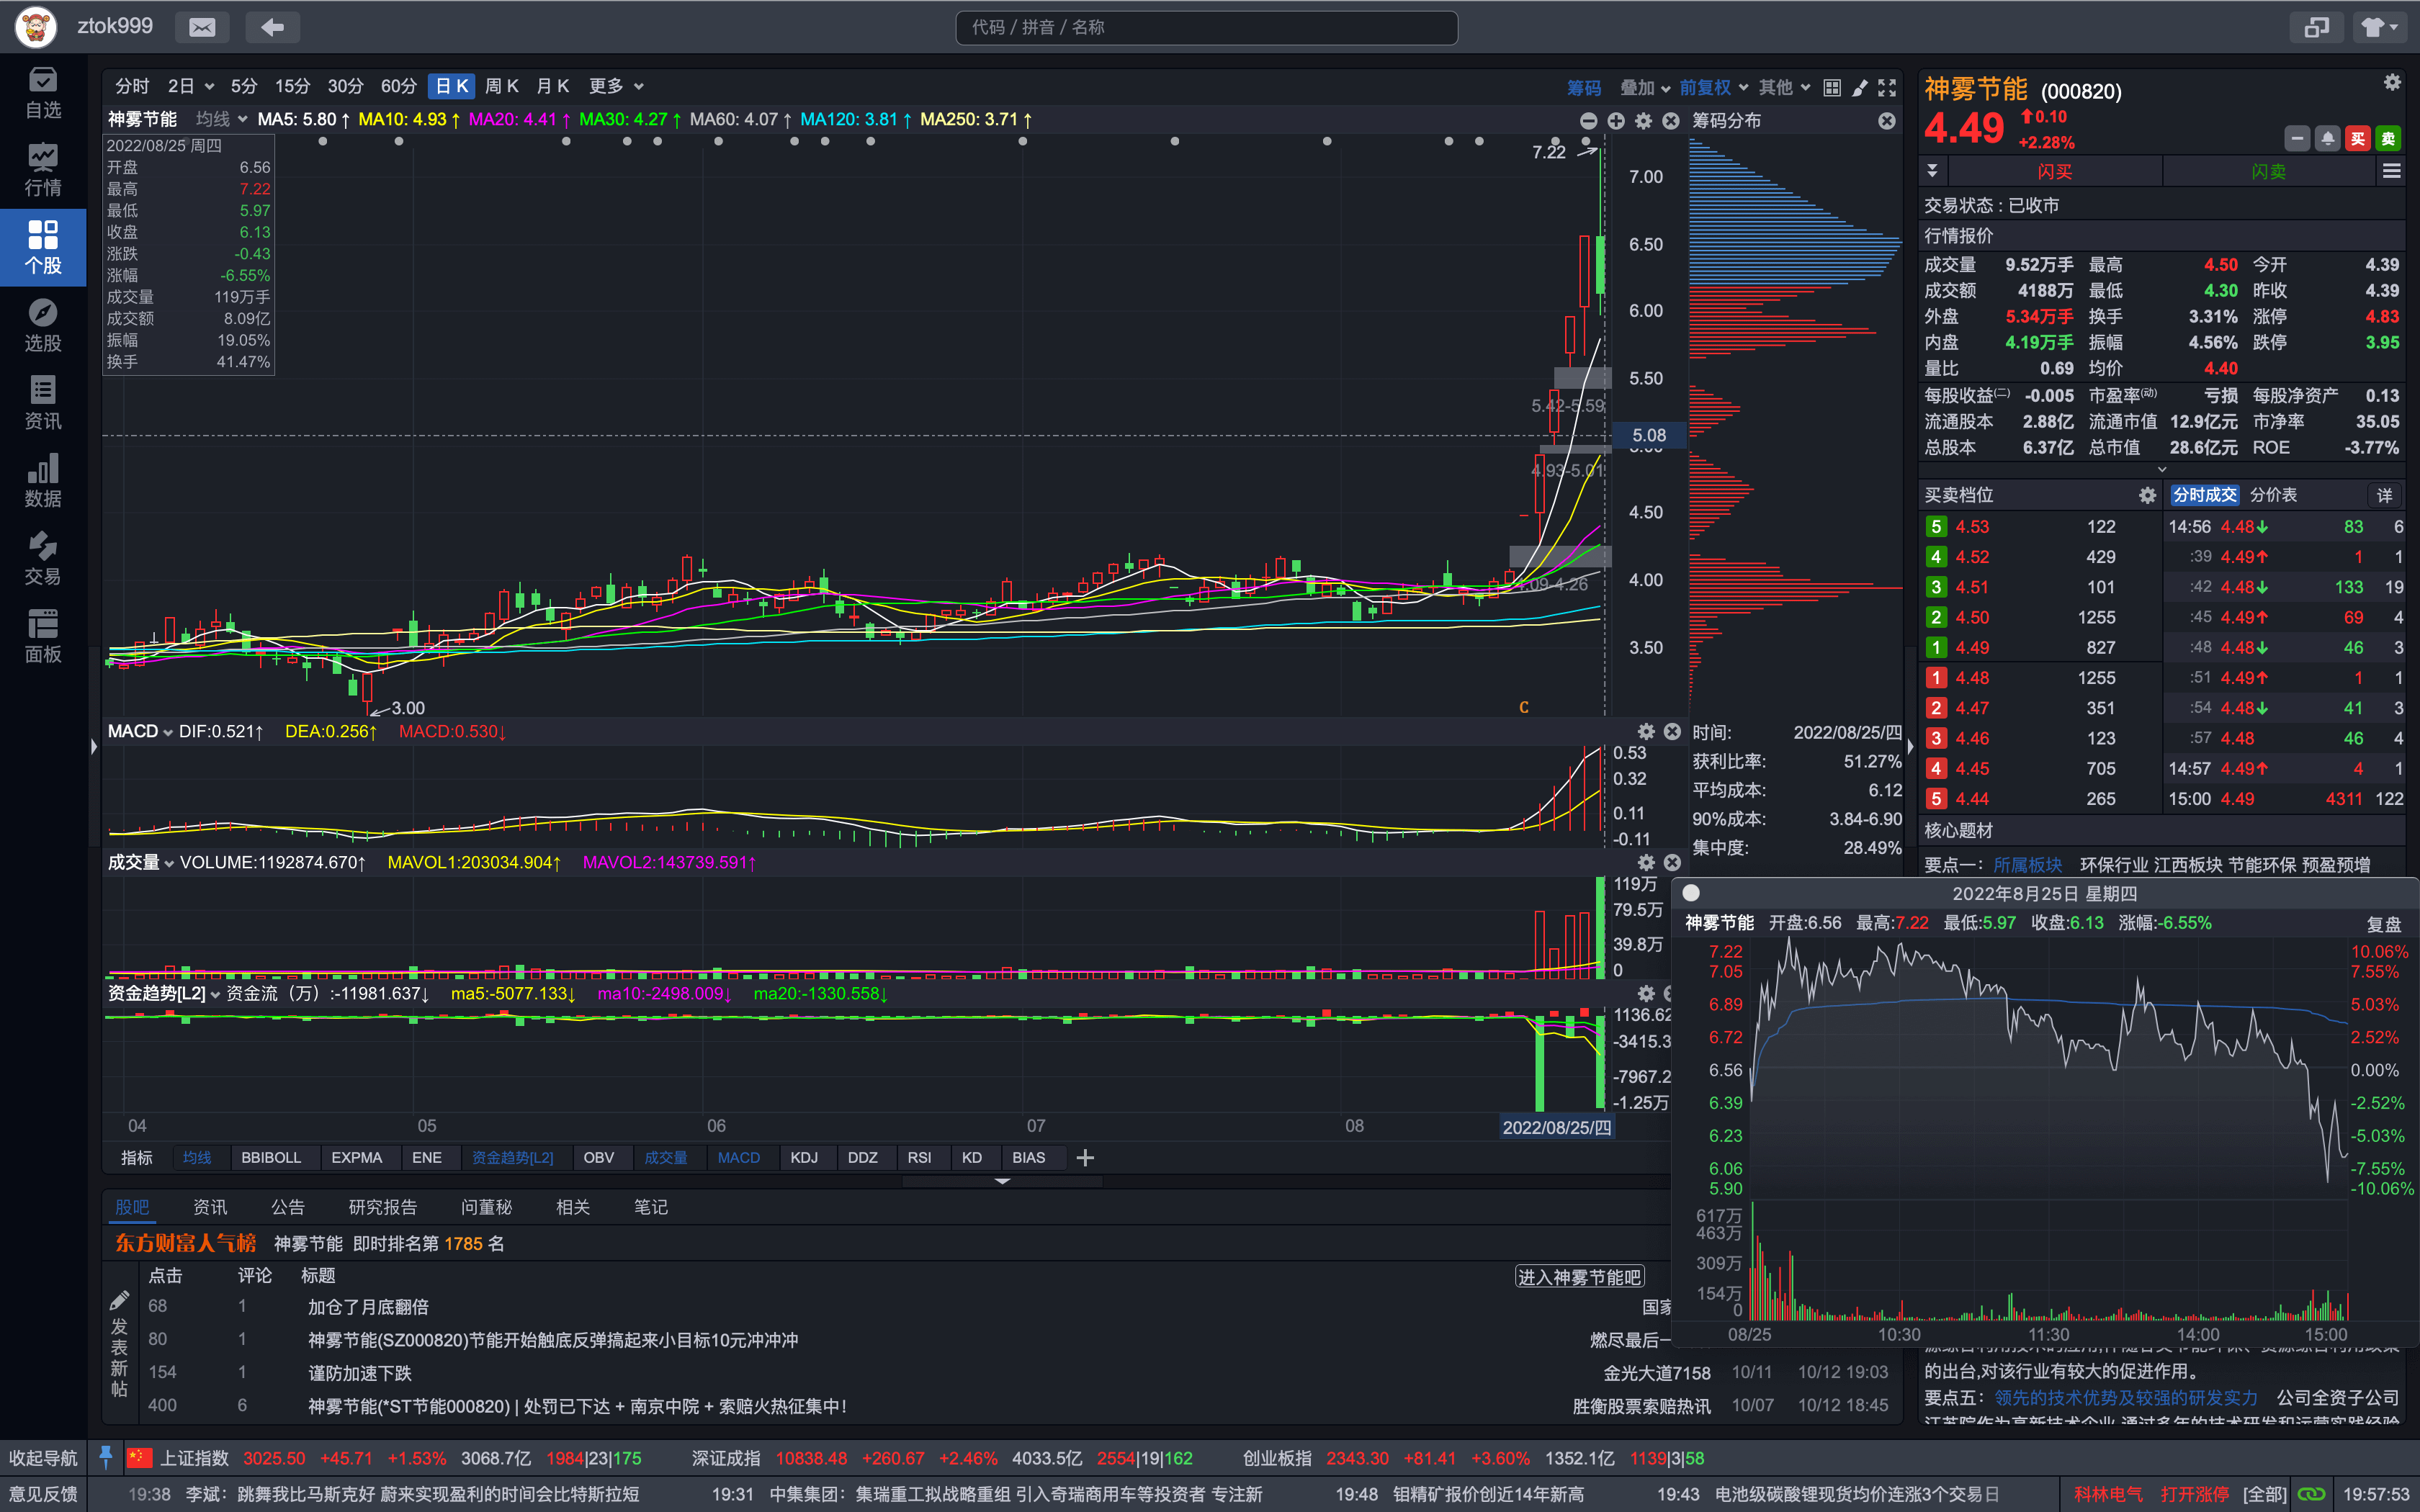 ztok999
代码 / 拼音 / 名称
自选
行情
个股
选股
资讯
数据
交易
面板
分时 2日 5分 15分 30分 60分 日K 周K 月K 更多
筹码 叠加 前复权 其他
神雾节能 均线 MA5: 5.80↑ MA10: 4.93↑ MA20: 4.41↑ MA30: 4.27↑ MA60: 4.07↑ MA120: 3.81↑ MA250: 3.71↑
筹码分布
2022/08/25 周四
开盘 6.56
最高 7.22
最低 5.97
收盘 6.13
涨跌 -0.43
涨幅 -6.55%
成交量 119万手
成交额 8.09亿
振幅 19.05%
换手 41.47%
7.22
7.00
6.50
6.00
5.50
5.42-5.59
5.08
4.93-5.01
4.50
4.00
4.09-4.26
3.50
3.00
C
MACD DIF:0.521↑ DEA:0.256↑ MACD:0.530↓
0.53
0.32
0.11
-0.11
成交量 VOLUME:1192874.670↑ MAVOL1:203034.904↑ MAVOL2:143739.591↑
119万
79.5万
39.8万
0
资金趋势[L2] 资金流（万）:-11981.637↓ ma5:-5077.133↓ ma10:-2498.009↓ ma20:-1330.558↓
1136.62
-3415.3
-7967.2
-1.25万
04 05 06 07 08 2022/08/25/四
时间: 2022/08/25/四
获利比率: 51.27%
平均成本: 6.12
90%成本: 3.84-6.90
集中度: 28.49%
指标 均线 BBIBOLL EXPMA ENE 资金趋势[L2] OBV 成交量 MACD KDJ DDZ RSI KD BIAS
股吧 资讯 公告 研究报告 问董秘 相关 笔记
东方财富人气榜 神雾节能 即时排名第 1785 名
点击 评论 标题
进入神雾节能吧
发表新帖
68 1 加仓了月底翻倍 国家
80 1 神雾节能(SZ000820)节能开始触底反弹搞起来小目标10元冲冲冲 燃尽最后一
154 1 谨防加速下跌 金光大道7158 10/11 10/12 19:03
400 6 神雾节能(*ST节能000820) | 处罚已下达 + 南京中院 + 索赔火热征集中! 胜衡股票索赔热讯 10/07 10/12 18:45
神雾节能 (000820)
4.49 0.10
+2.28%
买 卖
闪买 闪卖
交易状态 : 已收市
行情报价
成交量 9.52万手 最高 4.50 今开 4.39
成交额 4188万 最低 4.30 昨收 4.39
外盘 5.34万手 换手 3.31% 涨停 4.83
内盘 4.19万手 振幅 4.56% 跌停 3.95
量比 0.69 均价 4.40
每股收益(二) -0.005 市盈率(动) 亏损 每股净资产 0.13
流通股本 2.88亿 流通市值 12.9亿元 市净率 35.05
总股本 6.37亿 总市值 28.6亿元 ROE -3.77%
买卖档位
分时成交 分价表 详
5 4.53 122
4 4.52 429
3 4.51 101
2 4.50 1255
1 4.49 827
1 4.48 1255
2 4.47 351
3 4.46 123
4 4.45 705
5 4.44 265
14:56 4.48↓ 83 6
:39 4.49↑ 1 1
:42 4.48↓ 133 19
:45 4.49↑ 69 4
:48 4.48↓ 46 3
:51 4.49↑ 1 1
:54 4.48↓ 41 3
:57 4.48 46 4
14:57 4.49↑ 4 1
15:00 4.49 4311 122
核心题材
要点一: 所属板块 环保行业 江西板块 节能环保 预盈预增
2022年8月25日 星期四
神雾节能 开盘:6.56 最高:7.22 最低:5.97 收盘:6.13 涨幅:-6.55% 复盘
7.22 10.06%
7.05 7.55%
6.89 5.03%
6.72 2.52%
6.56 0.00%
6.39 -2.52%
6.23 -5.03%
6.06 -7.55%
5.90 -10.06%
617万
463万
309万
154万
0
08/25 10:30 11:30 14:00 15:00
的出台,对该行业有较大的促进作用。
要点五: 领先的技术优势及较强的研发实力 公司全资子公司
收起导航 上证指数 3025.50 +45.71 +1.53% 3068.7亿 1984|23|175 深证成指 10838.48 +260.67 +2.46% 4033.5亿 2554|19|162 创业板指 2343.30 +81.41 +3.60% 1352.1亿 1139|3|58
意见反馈 19:38 李斌：跳舞我比马斯克好 蔚来实现盈利的时间会比特斯拉短 19:31 中集集团：集瑞重工拟战略重组 引入奇瑞商用车等投资者 专注新 19:48 钼精矿报价创近14年新高 19:43 电池级碳酸锂现货均价连涨3个交易日 科林电气 打开涨停 [全部] 19:57:53